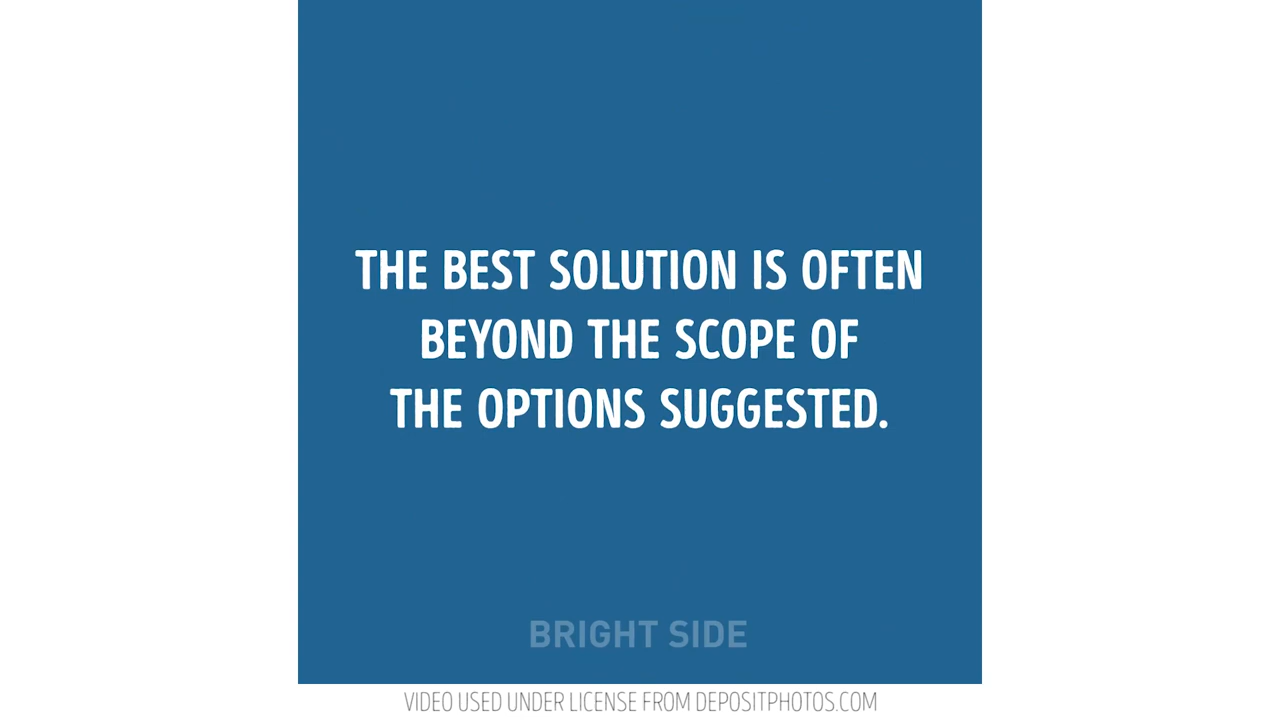 THE BEST SOLUTION IS OFTEN
BEYOND THE SCOPE OF
THE OPTIONS SUGGESTED.
BRIGHT SIDE
VIDEO USED UNDER LICENSE FROM DEPOSITPHOTOS.COM